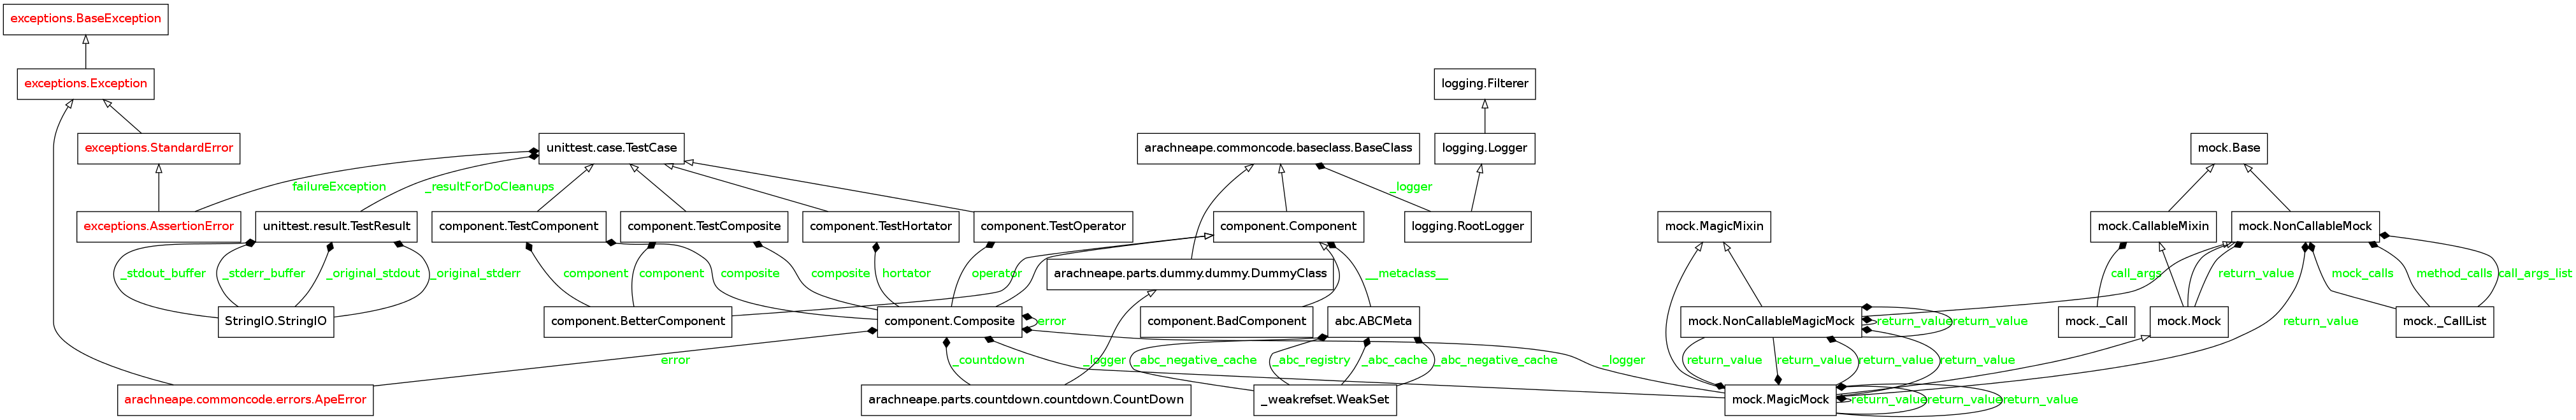 exceptions.BaseException
exceptions.Exception
logging.Filterer
exceptions.StandardError
unittest.case.TestCase
arachneape.commoncode.baseclass.BaseClass
logging.Logger
mock.Base
failureException
_resultForDoCleanups
_logger
exceptions.AssertionError
unittest.result.TestResult
component.TestComponent
component.TestComposite
component.TestHortator
component.TestOperator
component.Component
logging.RootLogger
mock.MagicMixin
mock.CallableMixin
mock.NonCallableMock
_stdout_buffer
_stderr_buffer
_original_stdout
_original_stderr
component
component
composite
composite
hortator
operator
arachneape.parts.dummy.dummy.DummyClass
__metaclass__
call_args
return_value
mock_calls
method_calls
call_args_list
StringIO.StringIO
component.BetterComponent
component.Composite
error
component.BadComponent
abc.ABCMeta
mock.NonCallableMagicMock
return_value
return_value
mock._Call
mock.Mock
return_value
mock._CallList
error
_countdown
_logger
_abc_negative_cache
_abc_registry
_abc_cache
_abc_negative_cache
_logger
return_value
return_value
return_value
return_value
arachneape.commoncode.errors.ApeError
arachneape.parts.countdown.countdown.CountDown
_weakrefset.WeakSet
mock.MagicMock
return_value
return_value
return_value